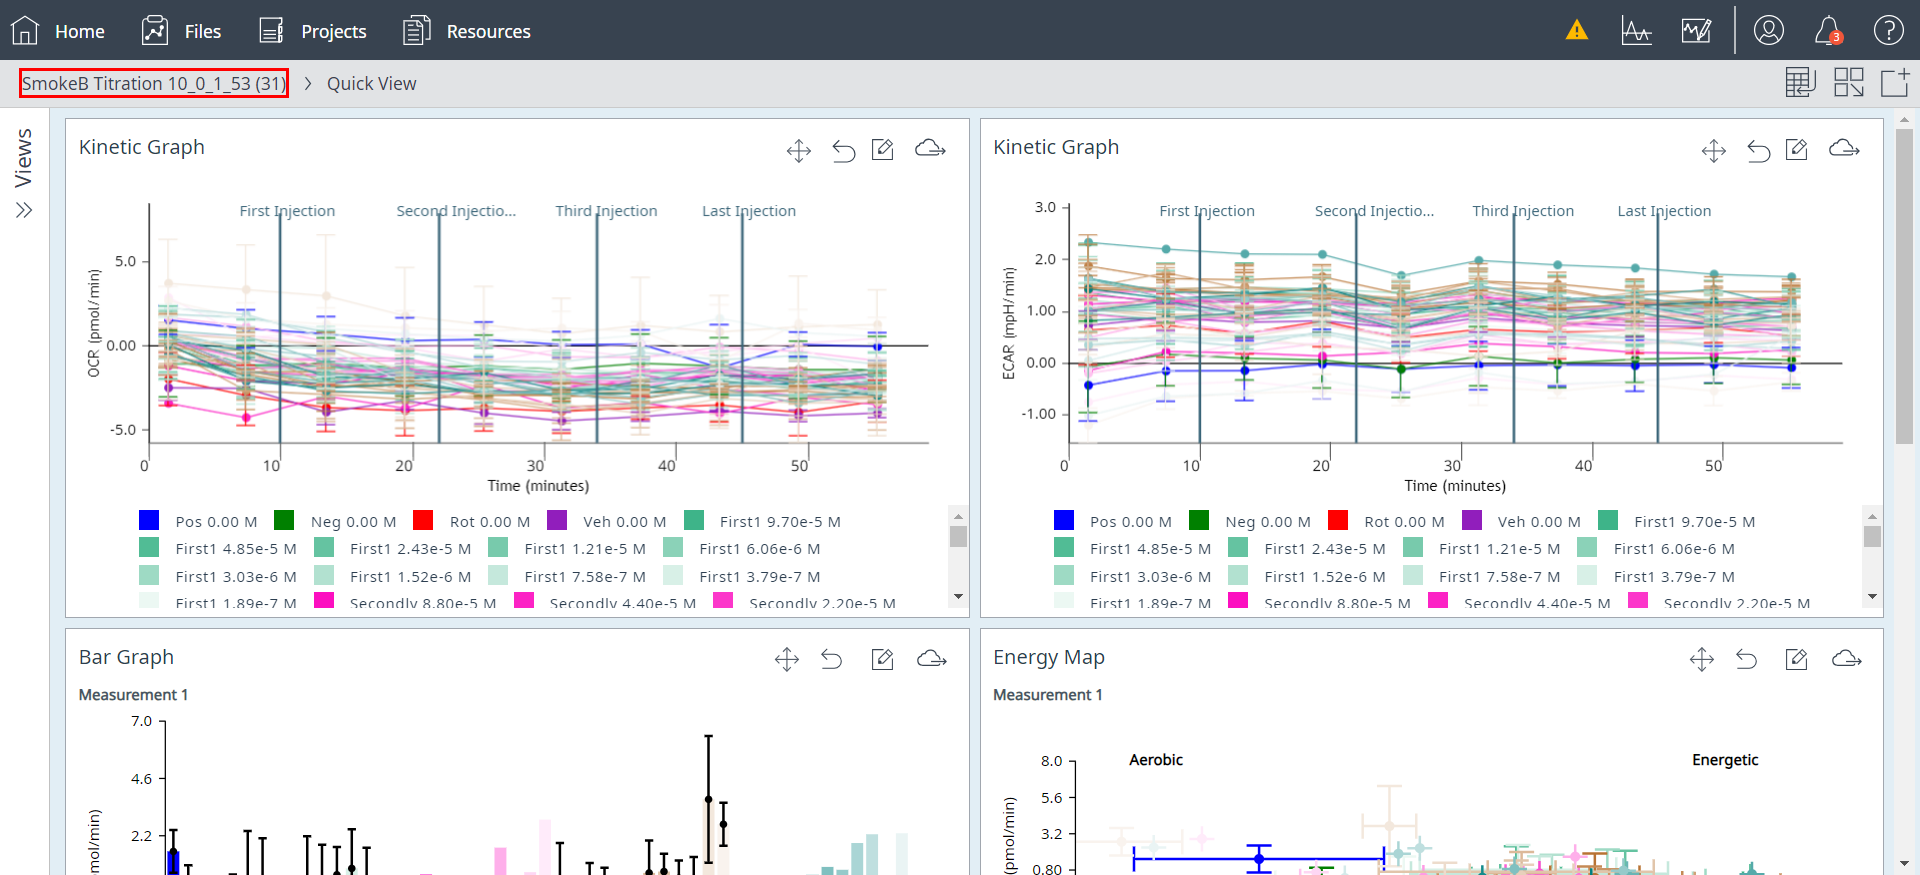 Home Files Projects Resources 3
SmokeB Titration 10_0_1_53 (31) > Quick View
Views
Kinetic Graph
First Injection Second Injectio... Third Injection Last Injection
OCR (pmol/min)
5.0
0.00
-5.0
0 10 20 30 40 50
Time (minutes)
Pos 0.00 M Neg 0.00 M Rot 0.00 M Veh 0.00 M First1 9.70e-5 M
First1 4.85e-5 M First1 2.43e-5 M First1 1.21e-5 M First1 6.06e-6 M
First1 3.03e-6 M First1 1.52e-6 M First1 7.58e-7 M First1 3.79e-7 M
First1 1.89e-7 M Secondly 8.80e-5 M Secondly 4.40e-5 M Secondly 2.20e-5 M
Kinetic Graph
First Injection Second Injectio... Third Injection Last Injection
ECAR (mpH/min)
3.0
2.0
1.00
0.00
-1.00
0 10 20 30 40 50
Time (minutes)
Pos 0.00 M Neg 0.00 M Rot 0.00 M Veh 0.00 M First1 9.70e-5 M
First1 4.85e-5 M First1 2.43e-5 M First1 1.21e-5 M First1 6.06e-6 M
First1 3.03e-6 M First1 1.52e-6 M First1 7.58e-7 M First1 3.79e-7 M
First1 1.89e-7 M Secondly 8.80e-5 M Secondly 4.40e-5 M Secondly 2.20e-5 M
Bar Graph
Measurement 1
7.0
4.6
2.2
mol/min)
Energy Map
Measurement 1
Aerobic Energetic
8.0
5.6
3.2
0.80
(pmol/min)